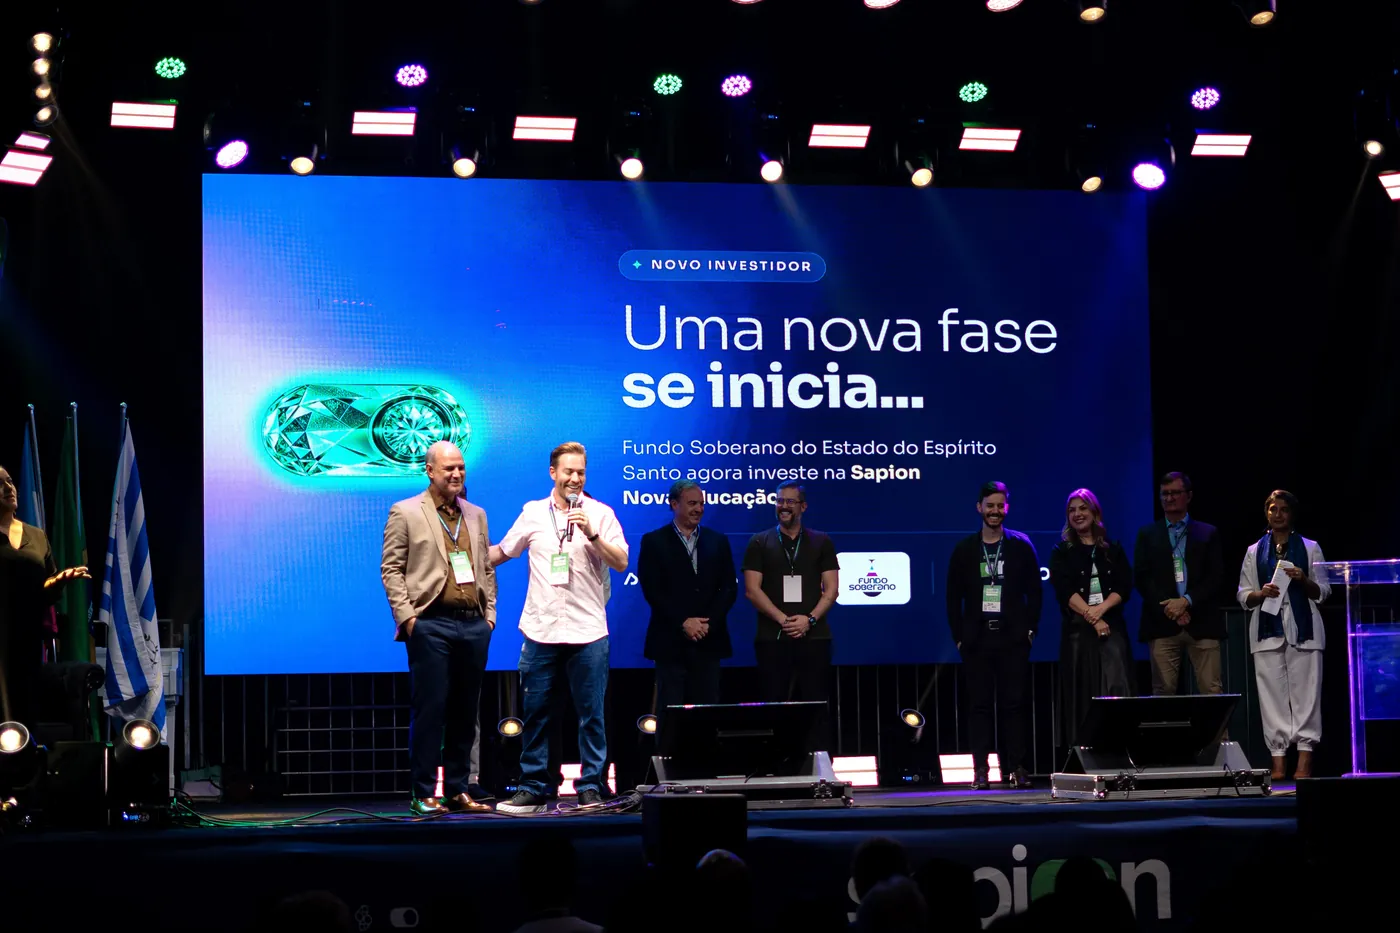 NOVO INVESTIDOR
Uma nova fase
se inicia...
Fundo Soberano do Estado do Espírito
Santo agora investe na Sapion
FUNDO
SOBERANO